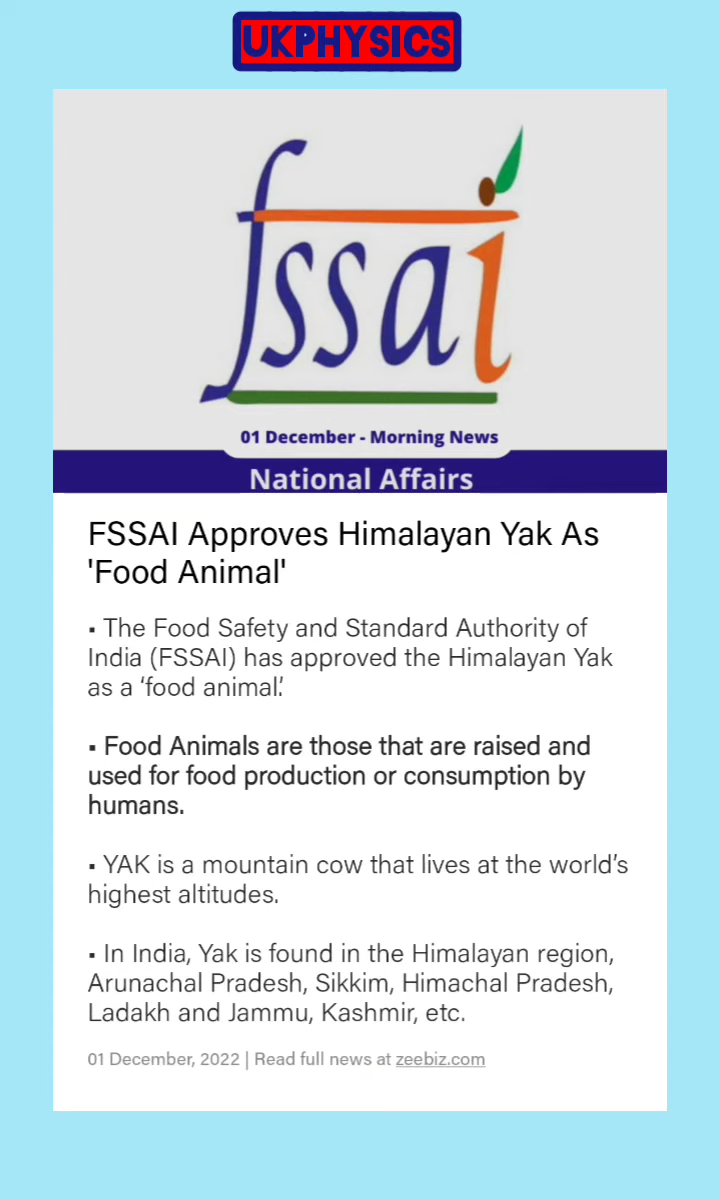 UKPHYSICS
fssai
01 December - Morning News
National Affairs
FSSAI Approves Himalayan Yak As
'Food Animal'
▪ The Food Safety and Standard Authority of
India (FSSAI) has approved the Himalayan Yak
as a ‘food animal’.
▪ Food Animals are those that are raised and
used for food production or consumption by
humans.
▪ YAK is a mountain cow that lives at the world’s
highest altitudes.
▪ In India, Yak is found in the Himalayan region,
Arunachal Pradesh, Sikkim, Himachal Pradesh,
Ladakh and Jammu, Kashmir, etc.
01 December, 2022 | Read full news at zeebiz.com